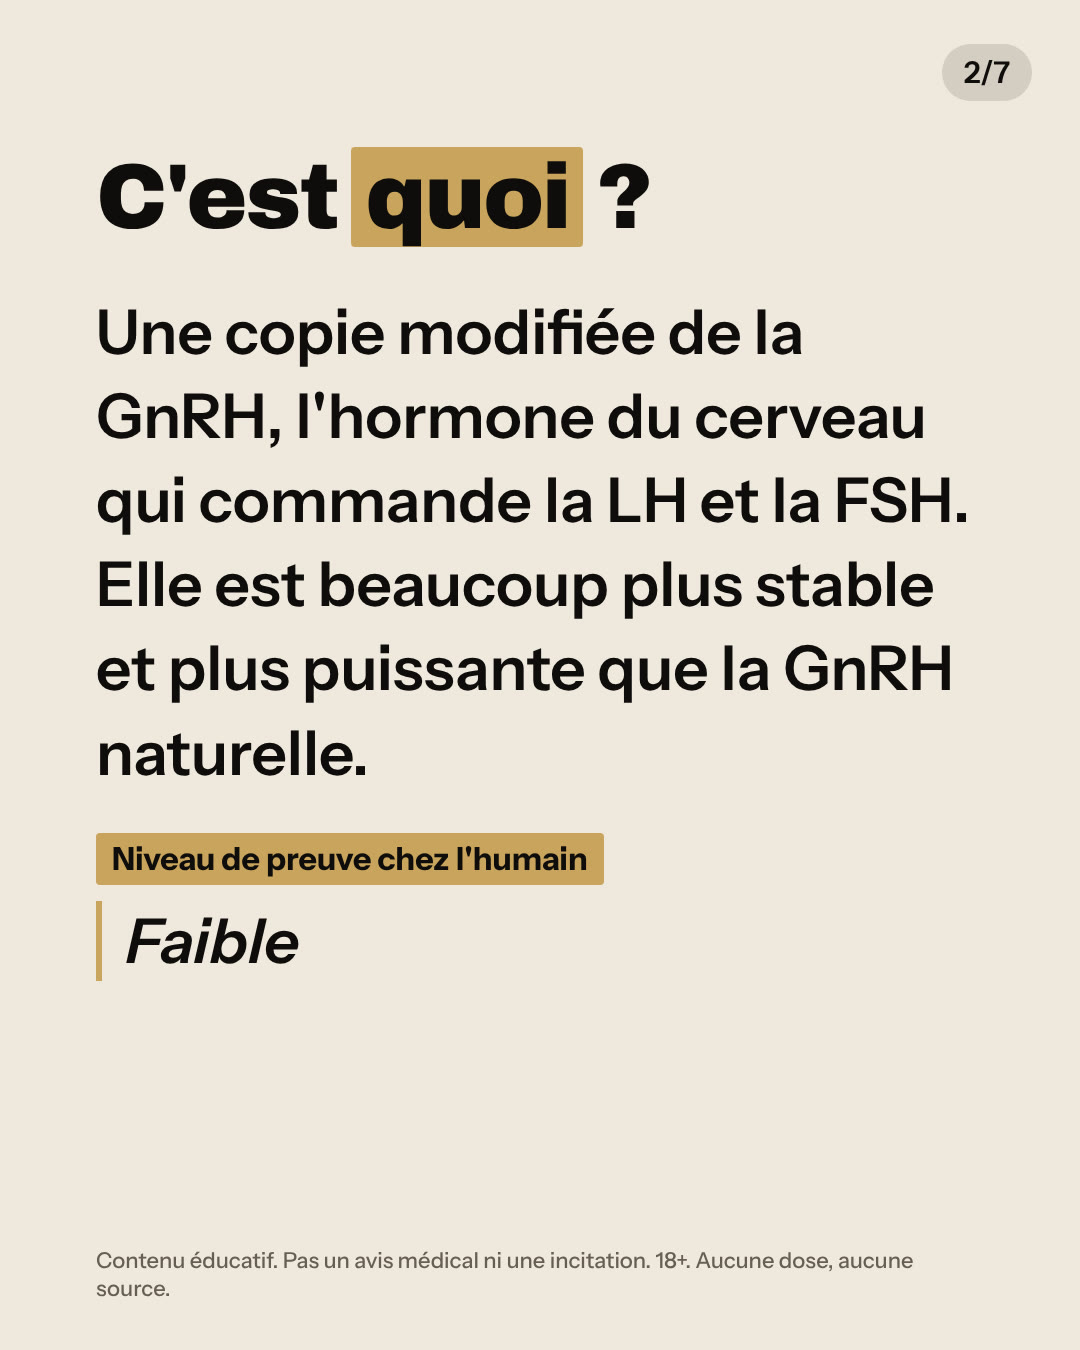 2/7
C'est quoi ?
Une copie modifiée de la
GnRH, l'hormone du cerveau
qui commande la LH et la FSH.
Elle est beaucoup plus stable
et plus puissante que la GnRH
naturelle.
Niveau de preuve chez l'humain
Faible
Contenu éducatif. Pas un avis médical ni une incitation. 18+. Aucune dose, aucune
source.